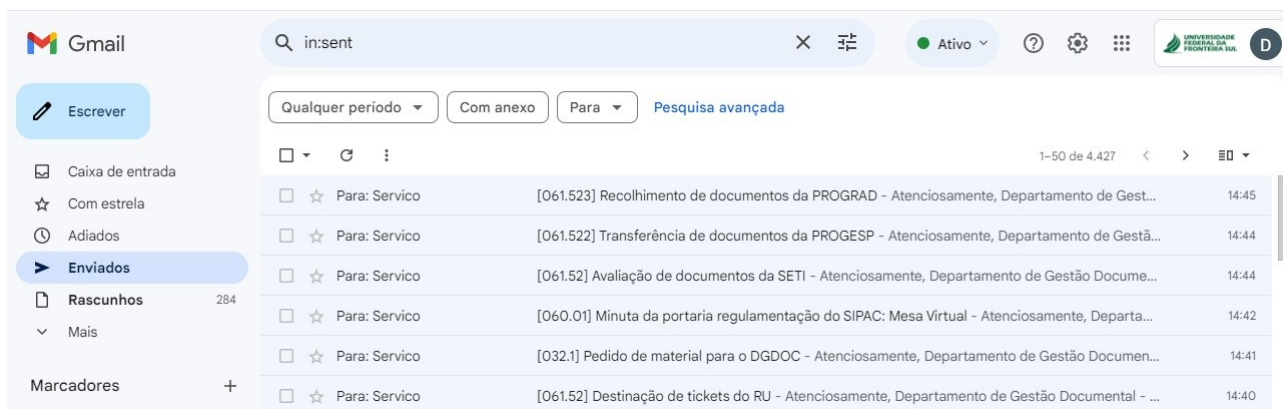 Gmail
in:sent
Ativo
UNIVERSIDADE
FEDERAL DA
FRONTEIRA SUL
D
Escrever
Caixa de entrada
Com estrela
Adiados
Enviados
Rascunhos 284
Mais
Marcadores +
Qualquer período Com anexo Para Pesquisa avançada
1–50 de 4.427
Para: Servico [061.523] Recolhimento de documentos da PROGRAD - Atenciosamente, Departamento de Gest... 14:45
Para: Servico [061.522] Transferência de documentos da PROGESP - Atenciosamente, Departamento de Gestã... 14:44
Para: Servico [061.52] Avaliação de documentos da SETI - Atenciosamente, Departamento de Gestão Docume... 14:44
Para: Servico [060.01] Minuta da portaria regulamentação do SIPAC: Mesa Virtual - Atenciosamente, Departa... 14:42
Para: Servico [032.1] Pedido de material para o DGDOC - Atenciosamente, Departamento de Gestão Documen... 14:41
Para: Servico [061.52] Destinação de tickets do RU - Atenciosamente, Departamento de Gestão Documental - ... 14:40